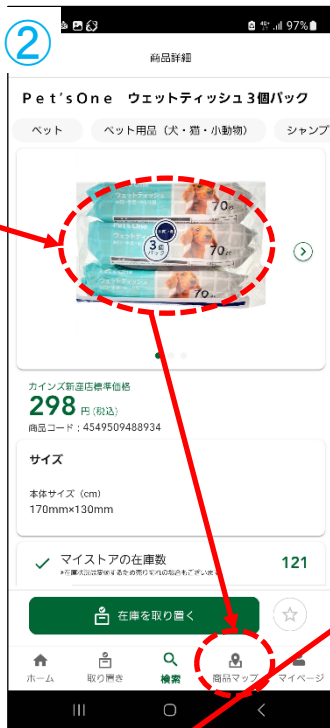 ②
97%
商品詳細
Pet'sOne ウェットティッシュ3個パック
ペット
ペット用品（犬・猫・小動物）
シャンプ
Pet's One
70
3個
パック
Pet's One
70
70
カインズ新座店標準価格
298 円(税込)
商品コード：4549509488934
サイズ
本体サイズ（cm）
170mm×130mm
マイストアの在庫数
121
在庫を取り置く
ホーム
取り置き
検索
商品マップ
マイページ